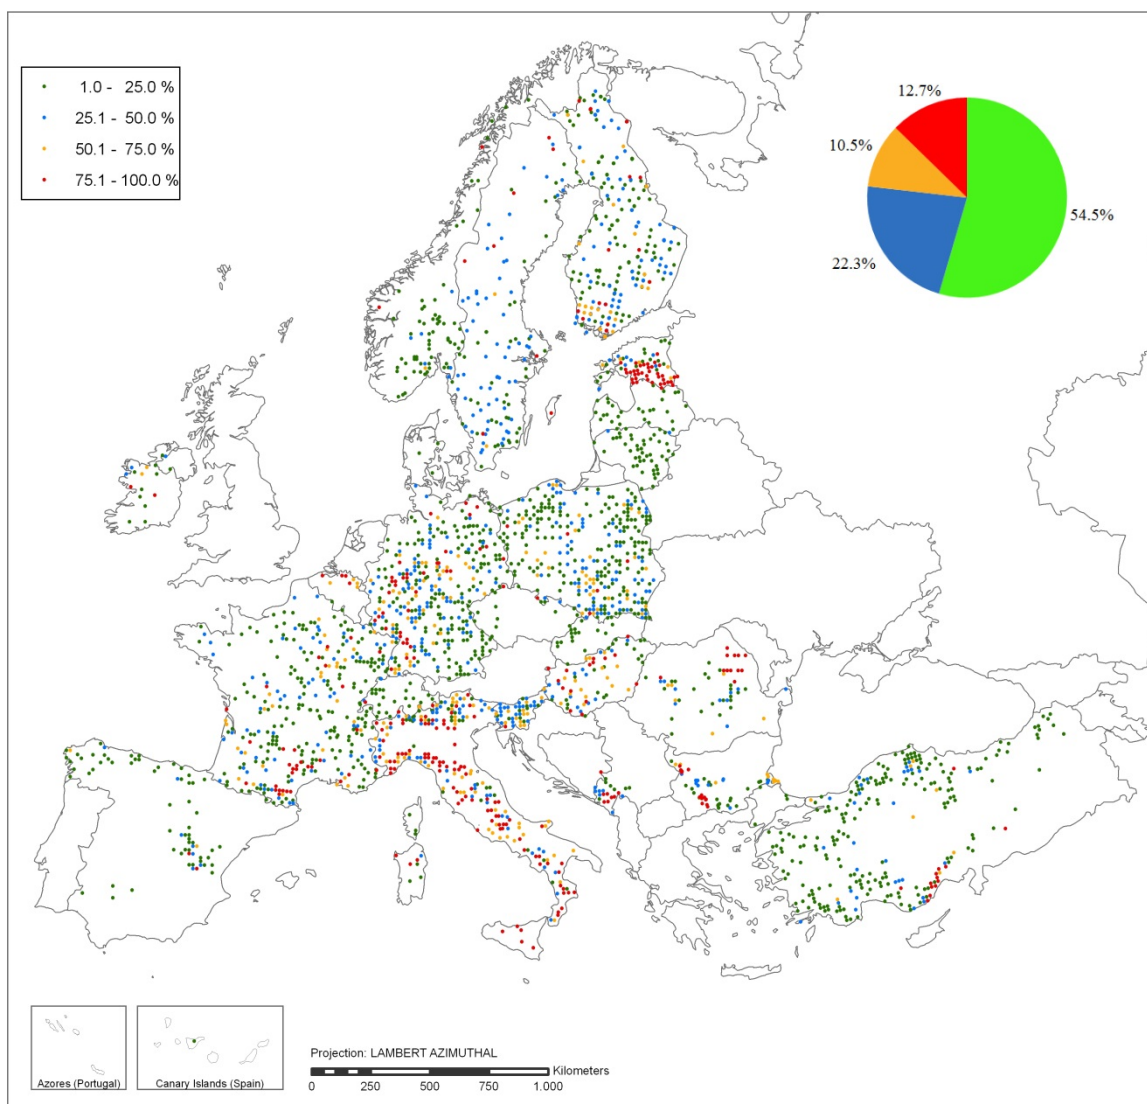 1.0 - 25.0 %
25.1 - 50.0 %
50.1 - 75.0 %
75.1 - 100.0 %
12.7%
10.5%
54.5%
22.3%
Azores (Portugal)
Canary Islands (Spain)
Projection: LAMBERT AZIMUTHAL
Kilometers
0 250 500 750 1.000